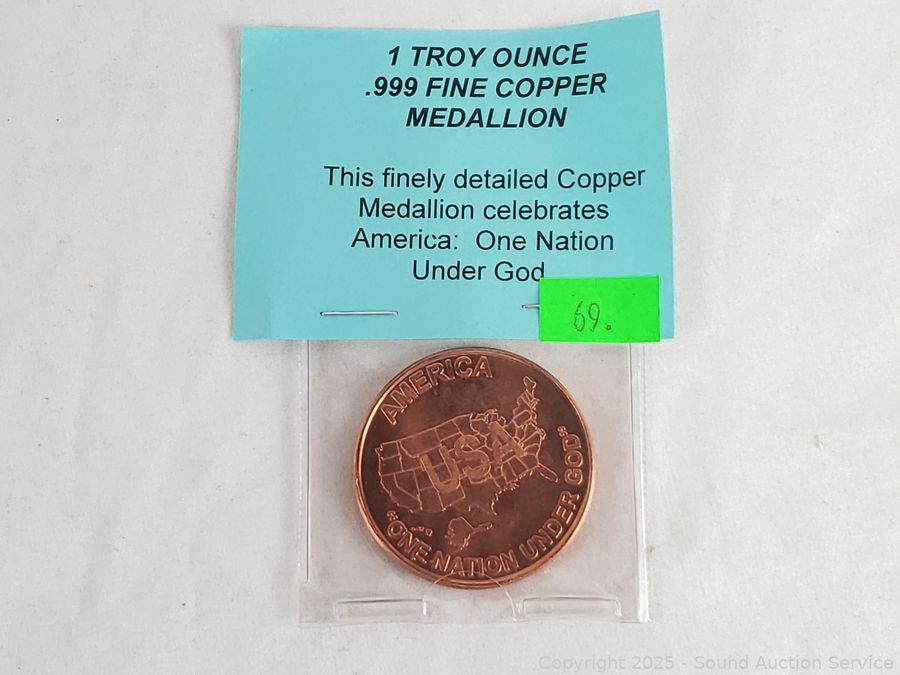 1 TROY OUNCE
.999 FINE COPPER
MEDALLION
This finely detailed Copper
Medallion celebrates
America: One Nation
Under God
69.
AMERICA
USA
"ONE NATION UNDER GOD"
Copyright 2025 - Sound Auction Service